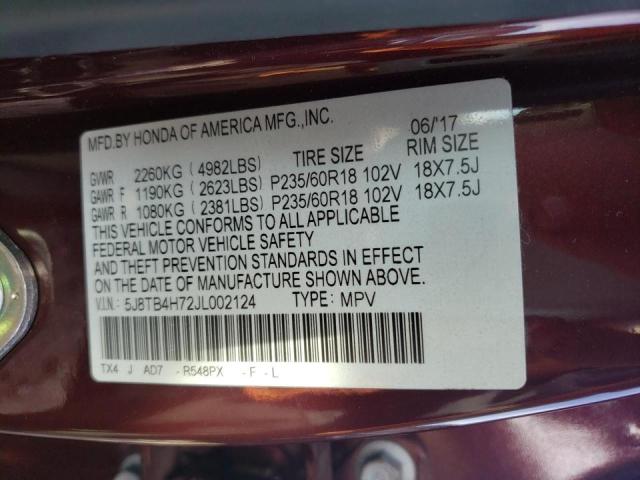 MFD.BY HONDA OF AMERICA MFG.,INC. 06/'17
TIRE SIZE RIM SIZE
GVWR 2260KG (4982LBS)
GAWR F 1190KG (2623LBS) P235/60R18 102V 18X7.5J
GAWR R 1080KG (2381LBS) P235/60R18 102V 18X7.5J
THIS VEHICLE CONFORMS TO ALL APPLICABLE
FEDERAL MOTOR VEHICLE SAFETY
AND THEFT PREVENTION STANDARDS IN EFFECT
ON THE DATE OF MANUFACTURE SHOWN ABOVE.
V.I.N: 5J8TB4H72JL002124 TYPE: MPV
TX4 J AD7 -R548PX -F-L